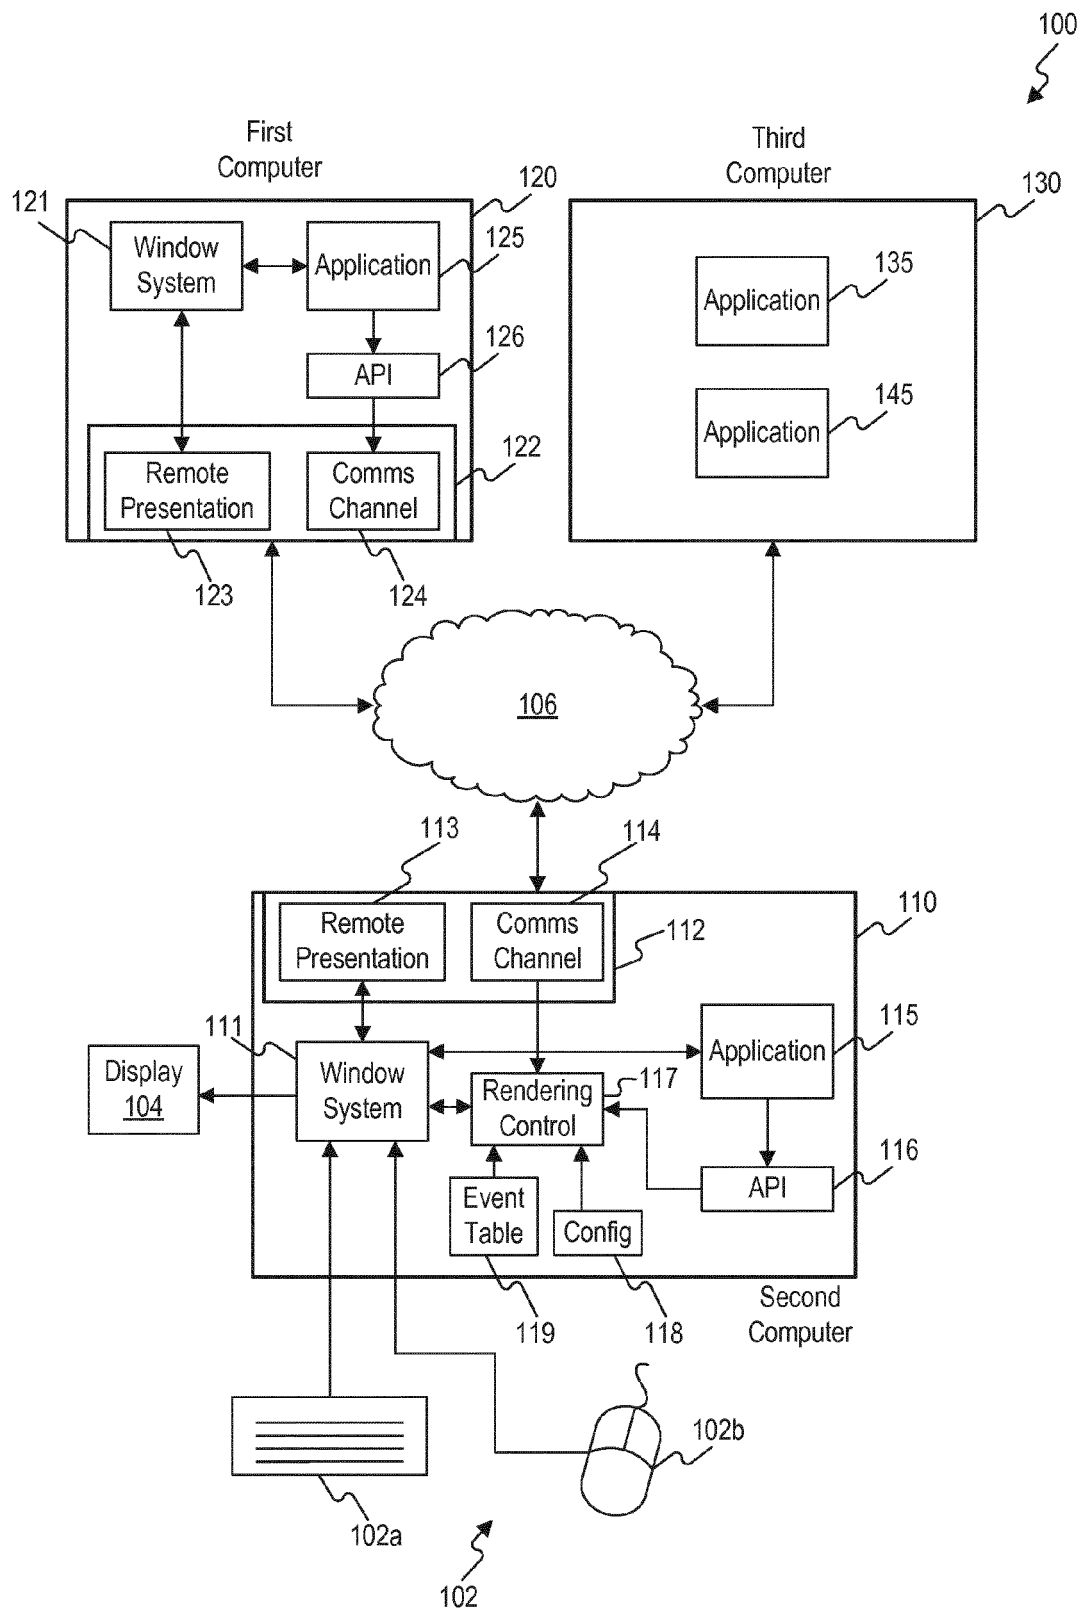 100
First
Computer
Third
Computer
121
120
130
Window
System
Application
125
Application
135
API
126
Application
145
122
Remote
Presentation
Comms
Channel
123
124
106
113
114
110
Remote
Presentation
Comms
Channel
112
111
115
Display
104
Window
System
Application
Rendering
Control
117
116
API
Event
Table
Config
Second
Computer
119
118
102b
102a
102